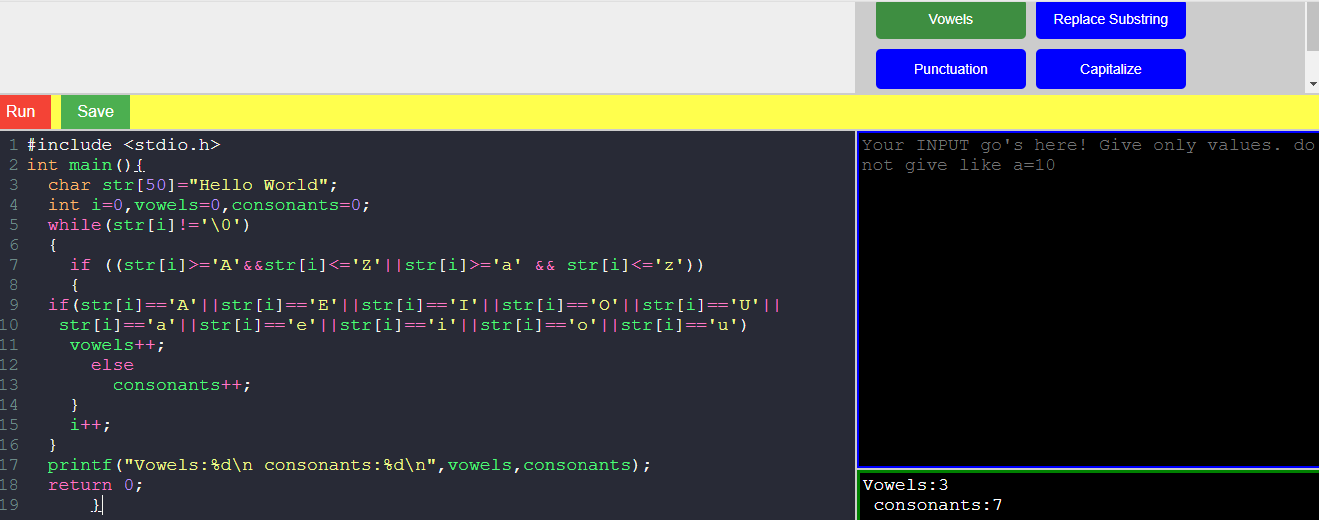 Vowels Replace Substring
Punctuation Capitalize
Run Save
1 #include <stdio.h>
2 int main(){
3 char str[50]="Hello World";
4 int i=0,vowels=0,consonants=0;
5 while(str[i]!='\0')
6 {
7 if ((str[i]>='A'&&str[i]<='Z'||str[i]>='a' && str[i]<='z'))
8 {
9 if(str[i]=='A'||str[i]=='E'||str[i]=='I'||str[i]=='O'||str[i]=='U'||
10 str[i]=='a'||str[i]=='e'||str[i]=='i'||str[i]=='o'||str[i]=='u')
11 vowels++;
12 else
13 consonants++;
14 }
15 i++;
16 }
17 printf("Vowels:%d\n consonants:%d\n",vowels,consonants);
18 return 0;
19 }
Your INPUT go's here! Give only values. do
not give like a=10
Vowels:3
consonants:7